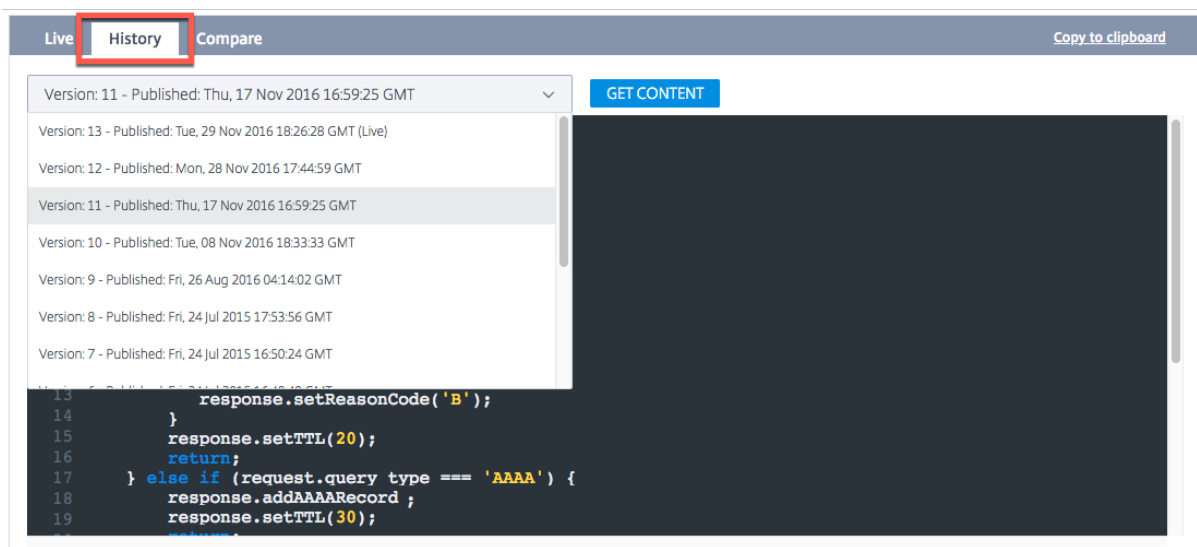 Live History Compare Copy to clipboard
Version: 11 - Published: Thu, 17 Nov 2016 16:59:25 GMT GET CONTENT
Version: 13 - Published: Tue, 29 Nov 2016 18:26:28 GMT (Live)
Version: 12 - Published: Mon, 28 Nov 2016 17:44:59 GMT
Version: 11 - Published: Thu, 17 Nov 2016 16:59:25 GMT
Version: 10 - Published: Tue, 08 Nov 2016 18:33:33 GMT
Version: 9 - Published: Fri, 26 Aug 2016 04:14:02 GMT
Version: 8 - Published: Fri, 24 Jul 2015 17:53:56 GMT
Version: 7 - Published: Fri, 24 Jul 2015 16:50:24 GMT
13 response.setReasonCode('B');
14 }
15 response.setTTL(20);
16 return;
17 } else if (request.query type === 'AAAA') {
18 response.addAAAARecord ;
19 response.setTTL(30);